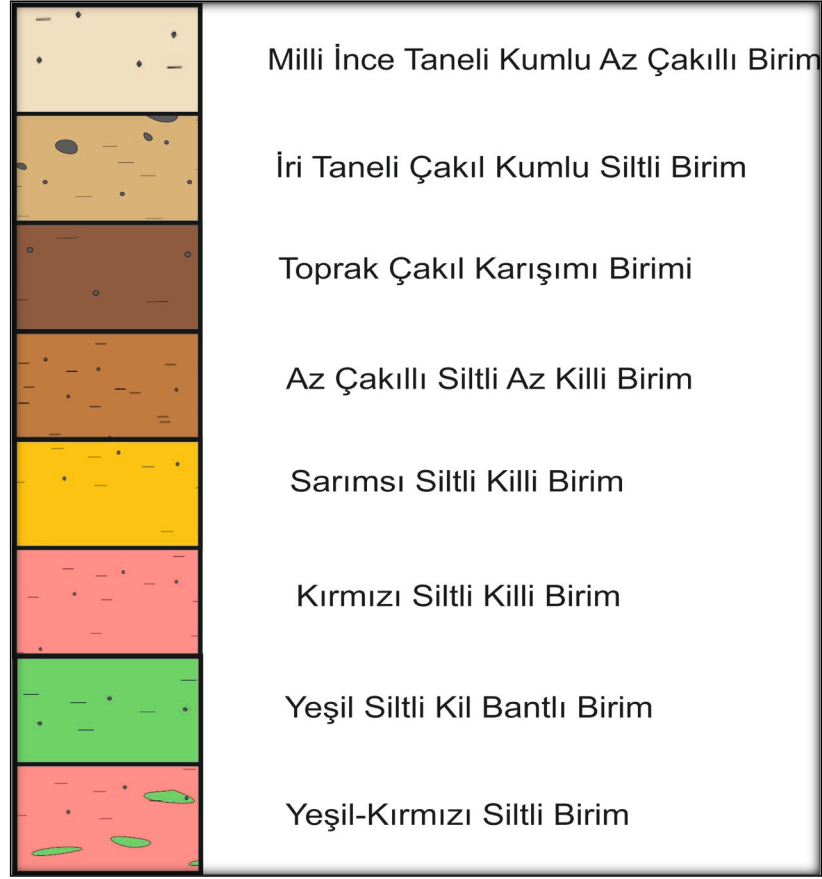 Milli İnce Taneli Kumlu Az Çakıllı Birim
İri Taneli Çakıl Kumlu Siltli Birim
Toprak Çakıl Karışımı Birimi
Az Çakıllı Siltli Az Killi Birim
Sarımsı Siltli Killi Birim
Kırmızı Siltli Killi Birim
Yeşil Siltli Kil Bantlı Birim
Yeşil-Kırmızı Siltli Birim